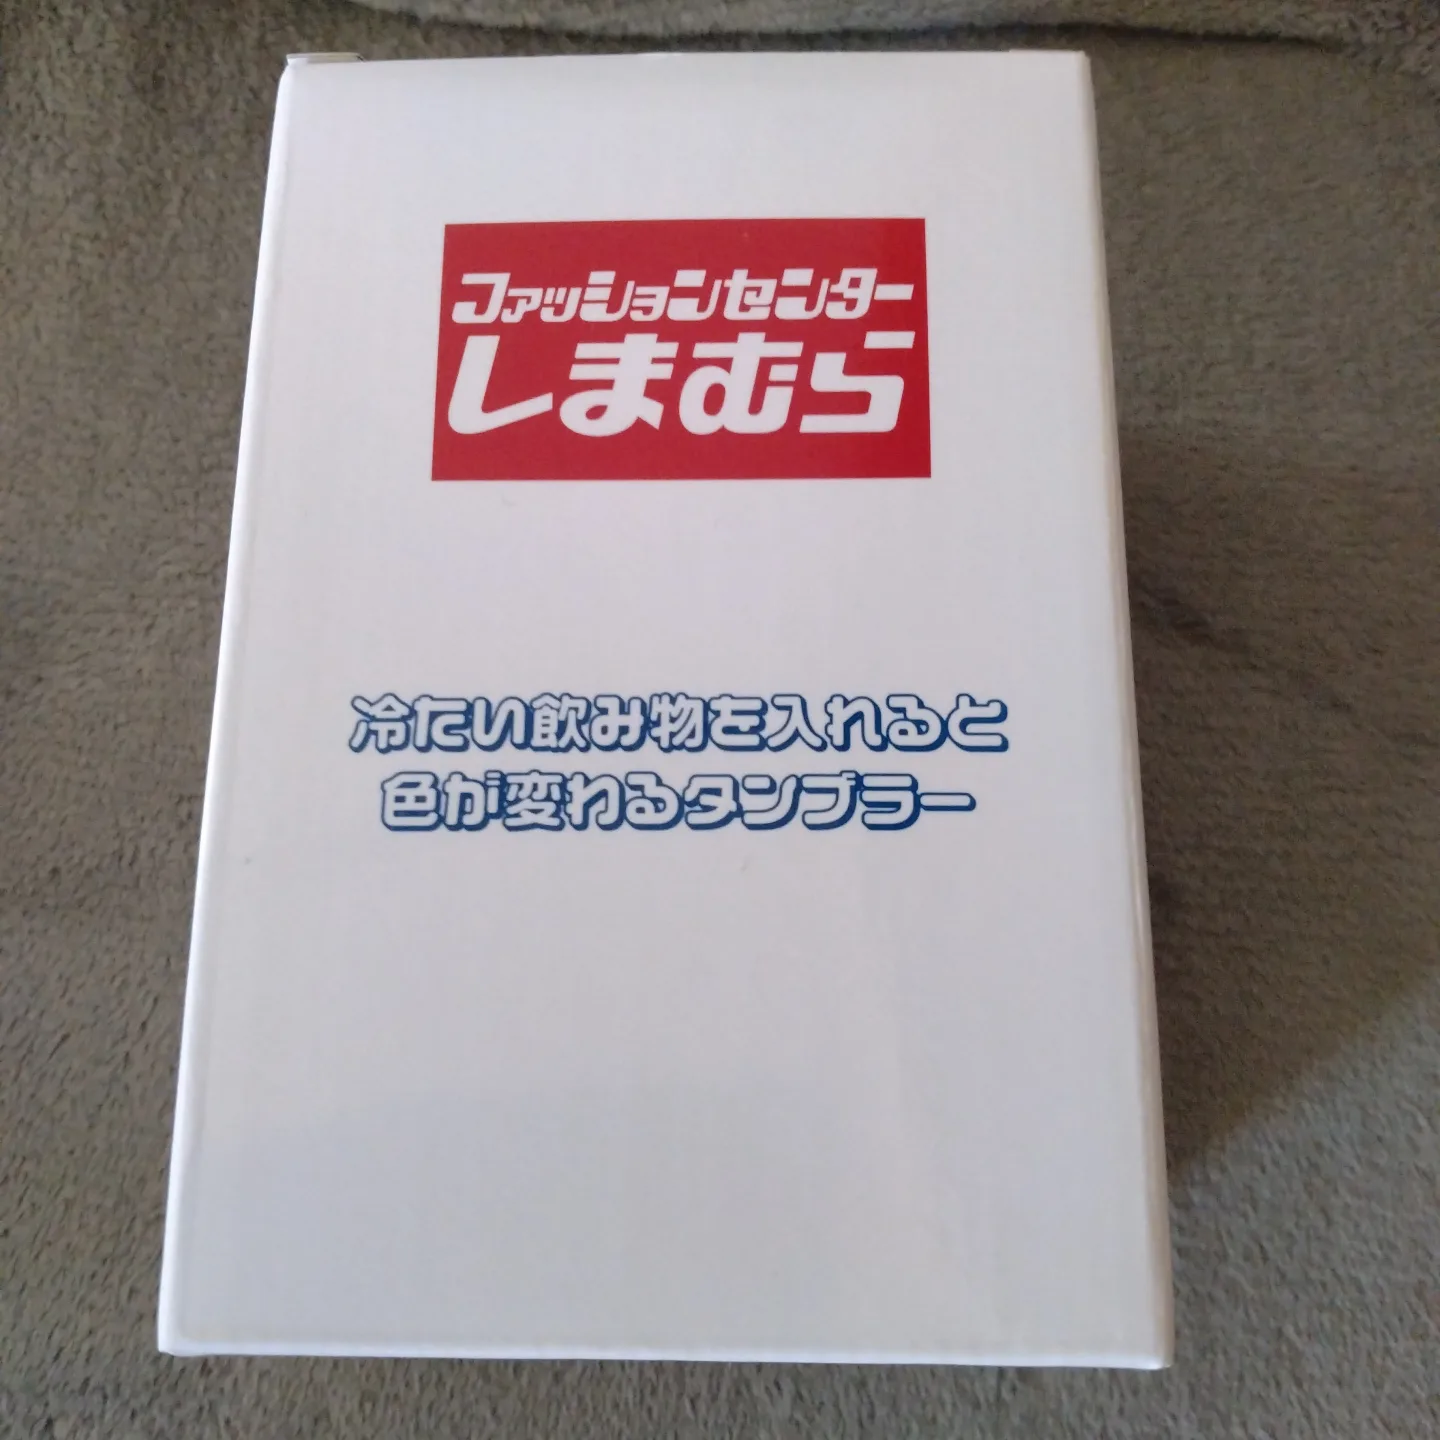 ファッションセンター
しまむら
冷たい飲み物を入れると
色が変わるタンブラー